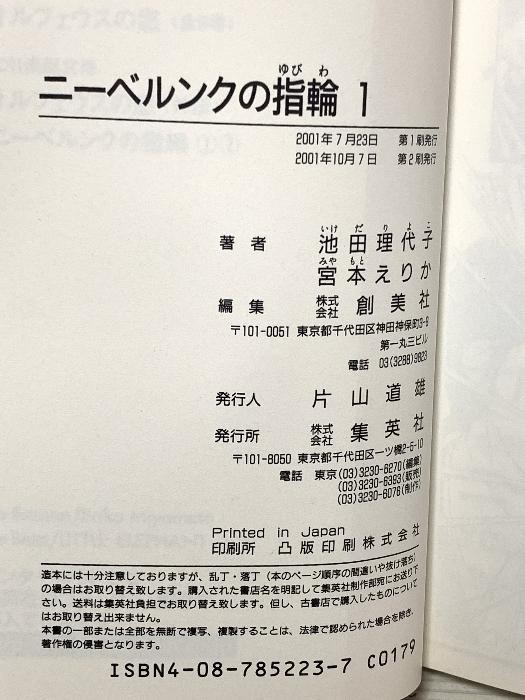 ニーベルンクの指輪 1
ゆび わ
2001年7月23日 第1刷発行
2001年10月7日 第2刷発行
著者 池田理代子
いけ だ り よ こ
宮本えりか
みや もと
編集 株式会社 創美社
〒101-0051 東京都千代田区神田神保町3-9
第一丸三ビル
電話 03(3288)9823
発行人 片山道雄
発行所 株式会社 集英社
〒101-8050 東京都千代田区一ツ橋2-5-10
電話 東京(03)3230-6270(編集)
(03)3230-6393(販売)
(03)3230-6076(制作)
Printed in Japan
印刷所 凸版印刷株式会社
造本には十分注意しておりますが、乱丁・落丁(本のページ順序の間違いや抜け落ち)
の場合はお取り替え致します。購入された書店名を明記して集英社制作部宛にお送り下
さい。送料は集英社負担でお取り替え致します。但し、古書店で購入したものについて
はお取り替え出来ません。
本書の一部または全部を無断で複写、複製することは、法律で認められた場合を除き、
著作権の侵害となります。
ISBN4-08-785223-7 C0179